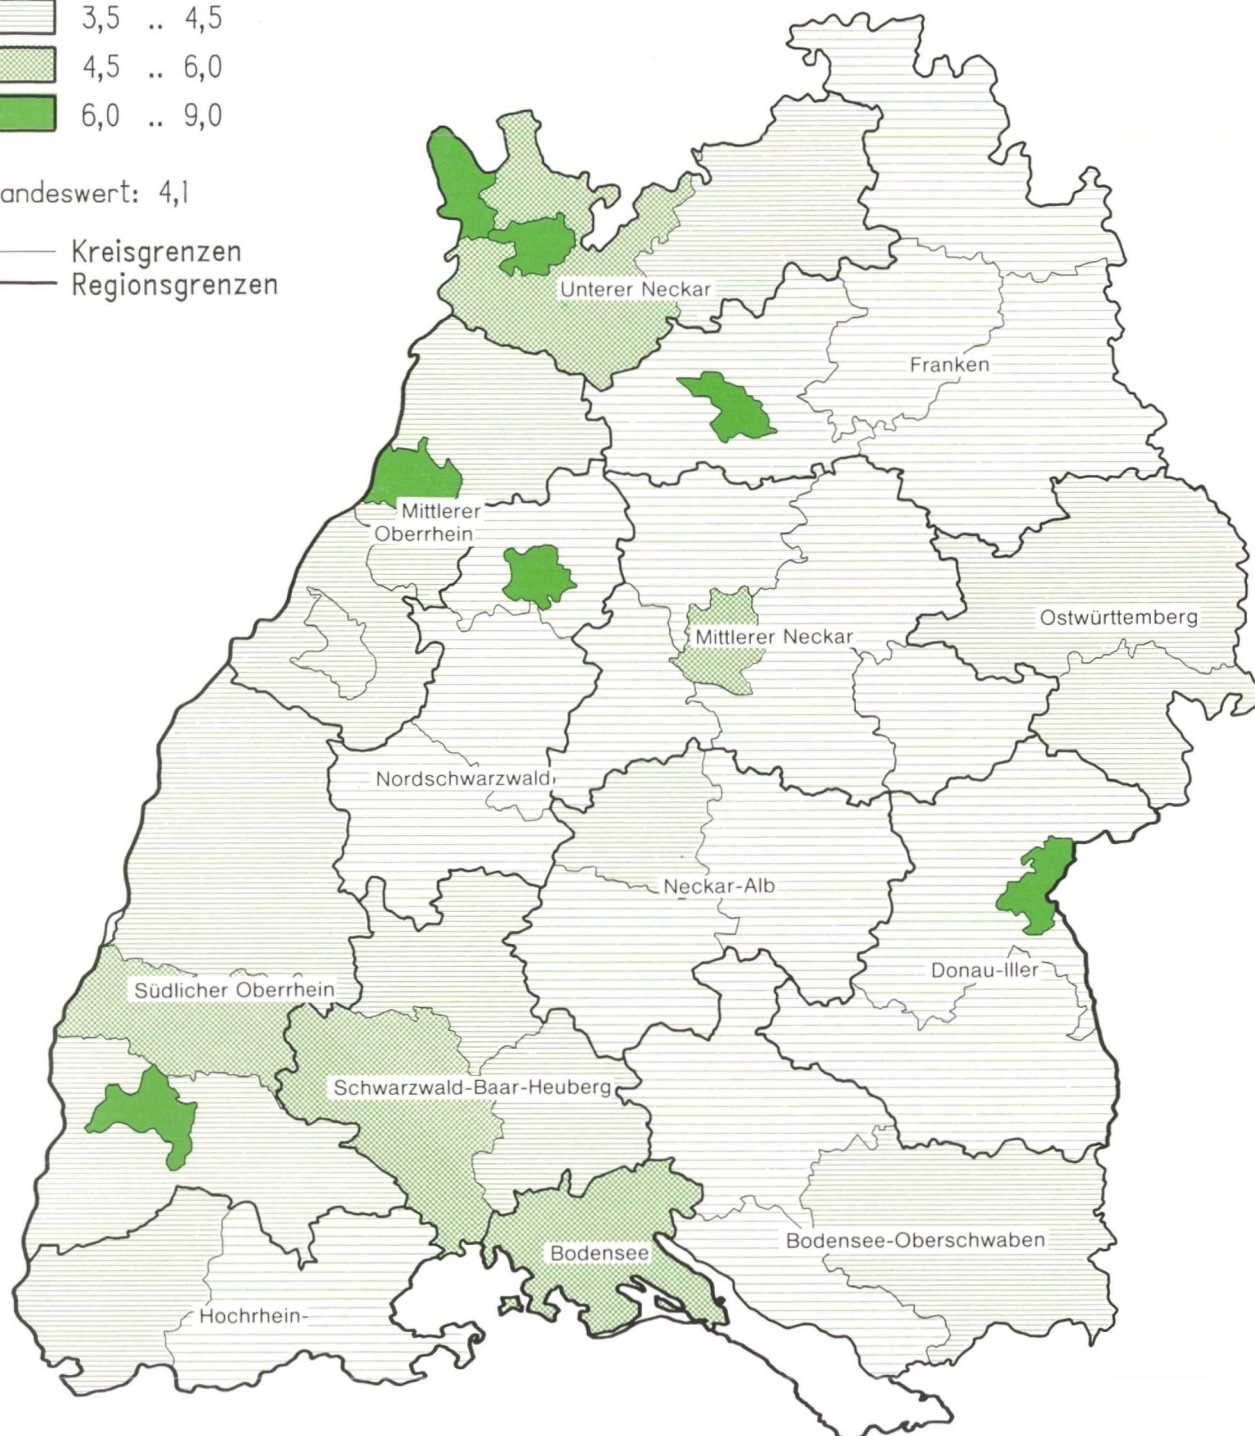 3,5 .. 4,5
4,5 .. 6,0
6,0 .. 9,0
andeswert: 4,1
Kreisgrenzen
Regionsgrenzen
Unterer Neckar
Franken
Mittlerer
Oberrhein
Ostwürttemberg
Mittlerer Neckar
Nordschwarzwald
Neckar-Alb
Donau-Iller
Südlicher Oberrhein
Schwarzwald-Baar-Heuberg
Bodensee-Oberschwaben
Bodensee
Hochrhein-